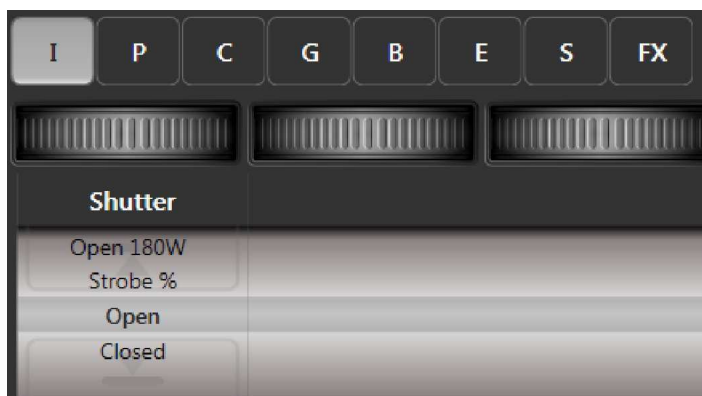 I P C G B E S FX
Shutter
Open 180W
Strobe %
Open
Closed